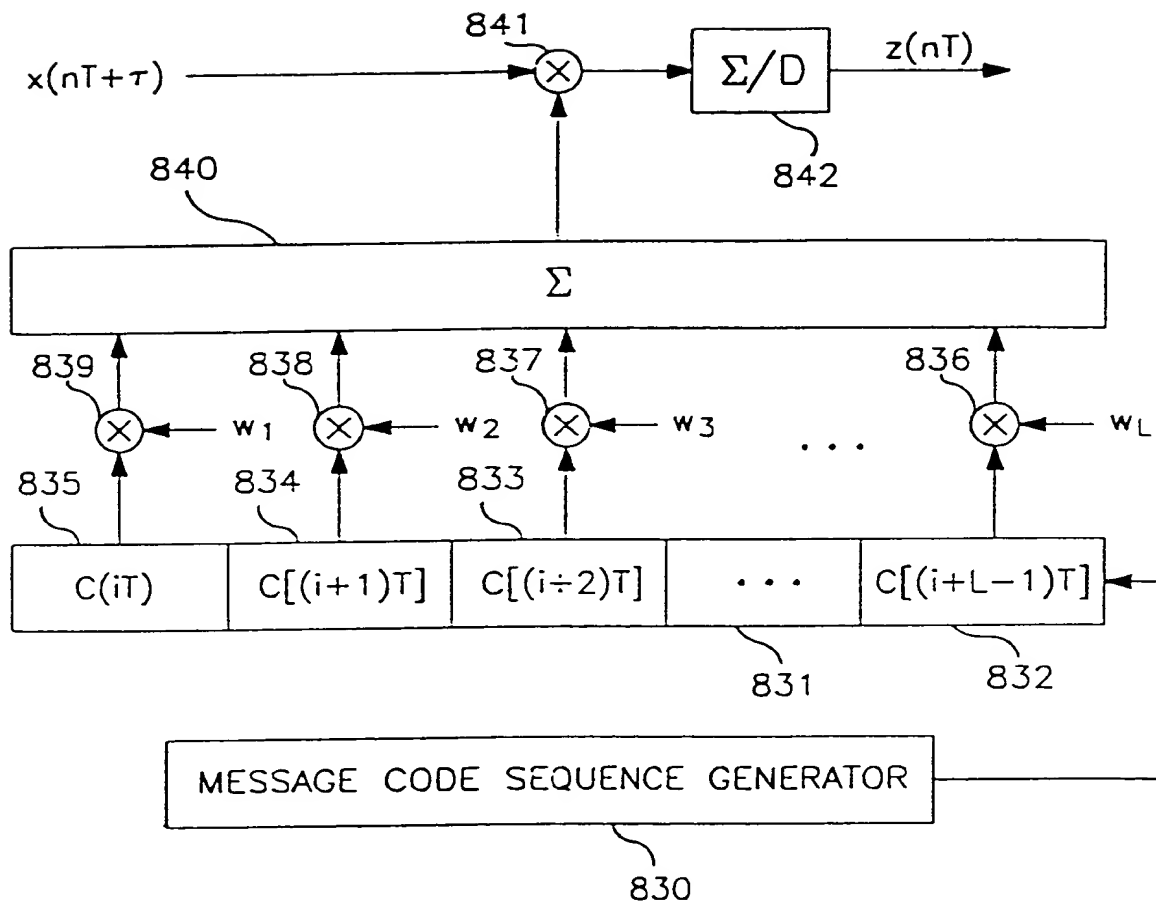 841
x(nT+τ)
Σ/D
z(nT)
842
840
Σ
839
838
837
836
w1
w2
w3
...
wL
835
834
833
C(iT)
C[(i+1)T]
C[(i÷2)T]
...
C[(i+L-1)T]
831
832
MESSAGE CODE SEQUENCE GENERATOR
830